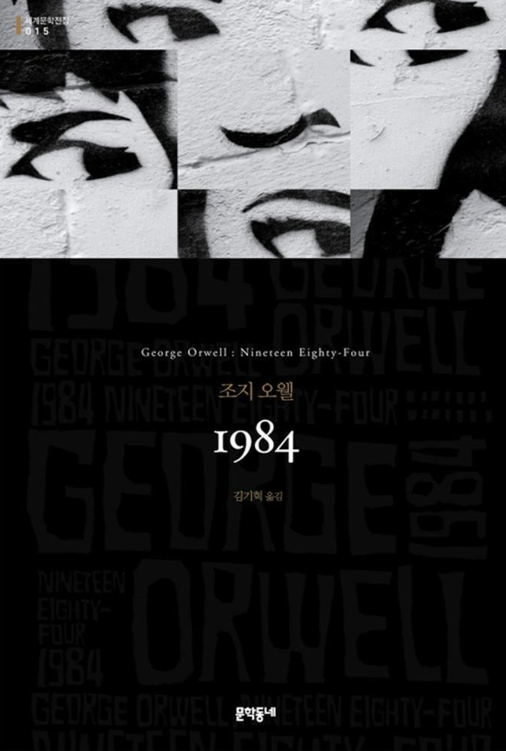 세계문학전집
015
1984 GEORGE
ORWELL
GEORGE ORWELL
George Orwell : Nineteen Eighty-Four
조지 오웰
1984 NINETEEN EIGHTY-FOUR
1984
GEORGE
1984
김기혁 옮김
NINETEEN
EIGHTY-
FOUR
1984
ORWELL
GEORGE ORWELL NINETEEN EIGHTY-FOUR
문학동네